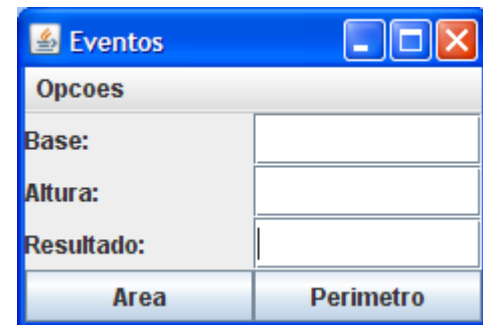 Eventos
Opcoes
Base:
Altura:
Resultado:
Area Perimetro